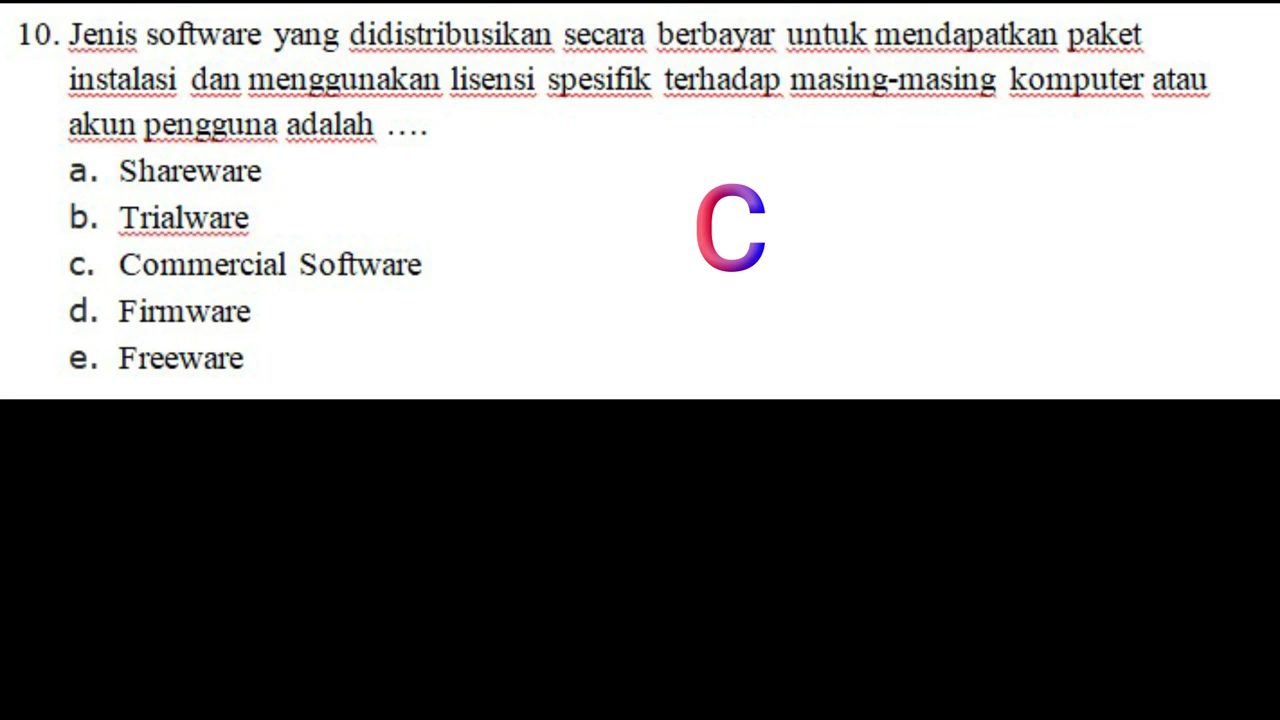 10. Jenis software yang didistribusikan secara berbayar untuk mendapatkan paket
instalasi dan menggunakan lisensi spesifik terhadap masing-masing komputer atau
akun pengguna adalah ....
a. Shareware
b. Trialware
c. Commercial Software
d. Firmware
e. Freeware
C